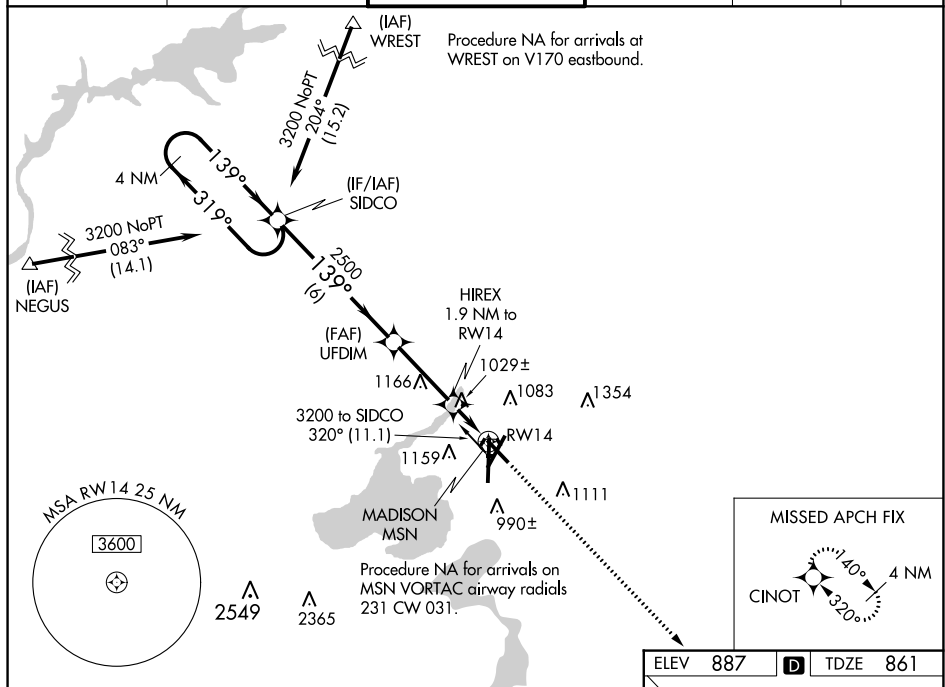 (IAF)
WREST
Procedure NA for arrivals at
WREST on V170 eastbound.
3200 NoPT
204°
(15.2)
4 NM
139°
319°
(IF/IAF)
SIDCO
3200 NoPT
083°
(14.1)
(IAF)
NEGUS
2500
139°
(6)
HIREX
1.9 NM to
RW14
(FAF)
UFDIM
1029±
1166
1083
1354
3200 to SIDCO
320° (11.1)
RW14
1159
1111
MADISON
MSN
990±
MSA RW14 25 NM
3600
Procedure NA for arrivals on
MSN VORTAC airway radials
231 CW 031.
2549
2365
MISSED APCH FIX
CINOT
140°
320°
4 NM
ELEV 887 D TDZE 861